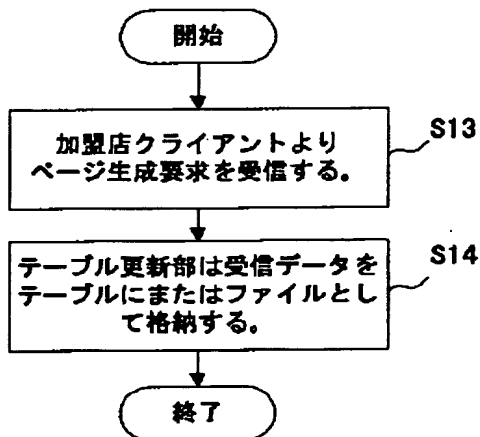 開始
加盟店クライアントより
ページ生成要求を受信する。
S13
テーブル更新部は受信データを
テーブルにまたはファイルとし
て格納する。
S14
終了